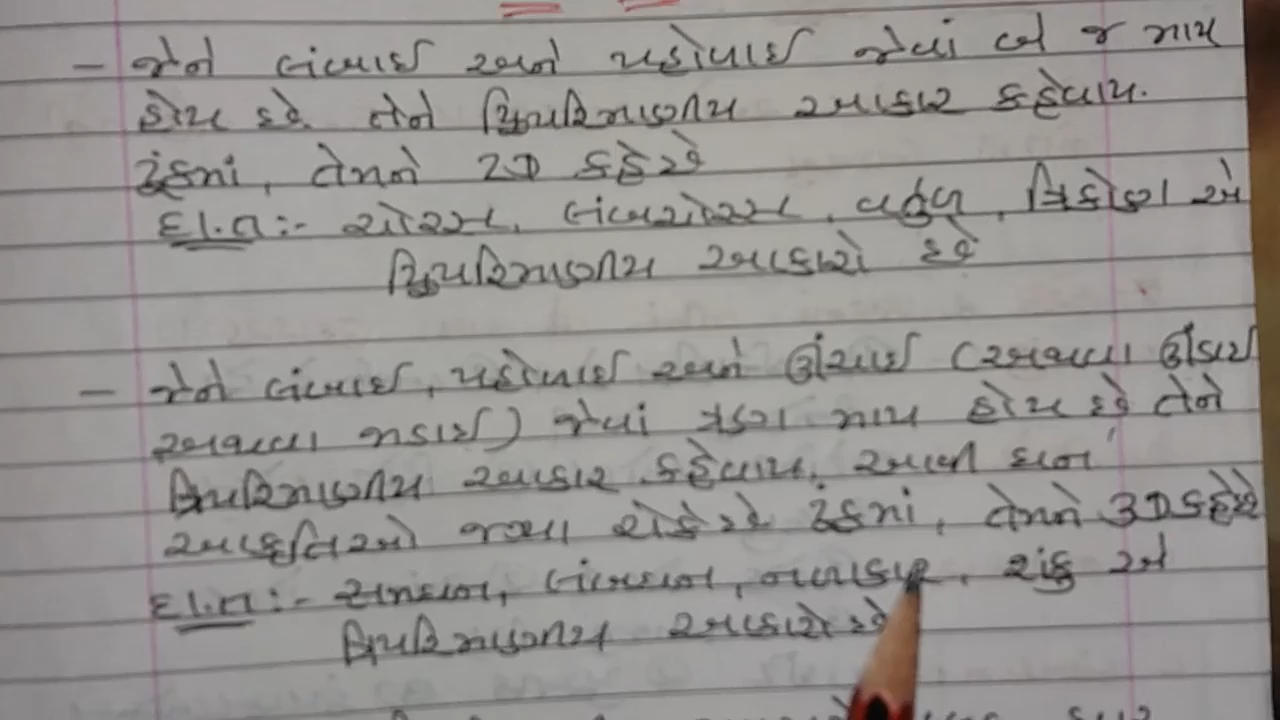 - જેને લંબાઈ અને પહોળાઈ જેવાં બે જ માપ
હોય છે. તેને દ્વિપરિમાણીય આકાર કહેવાય.
ટૂંકમાં, તેમને 2D કહે છે
દા.ત:- ચોરસ, લંબચોરસ, વર્તુળ, ત્રિકોણ એ
દ્વિપરિમાણીય આકારો છે
- જેને લંબાઈ, પહોળાઈ અને ઊંચાઈ (અથવા ઊંડાઈ
અથવા જાડાઈ) જેવાં ત્રણ માપ હોય છે તેને
ત્રિપરિમાણીય આકાર કહેવાય, આવી ઘન
આકૃતિઓ જગ્યા રોકે છે ટૂંકમાં, તેમને 3D કહેછે
દા.ત:- સમઘન, લંબઘન, નળાકાર, શંકુ એ
ત્રિપરિમાણીય આકારો છે